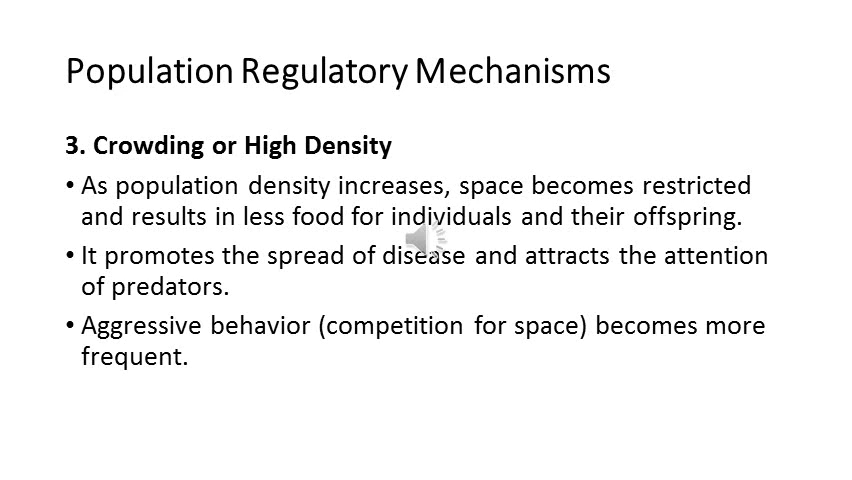 Population Regulatory Mechanisms
3. Crowding or High Density
• As population density increases, space becomes restricted
and results in less food for individuals and their offspring.
• It promotes the spread of disease and attracts the attention
of predators.
• Aggressive behavior (competition for space) becomes more
frequent.